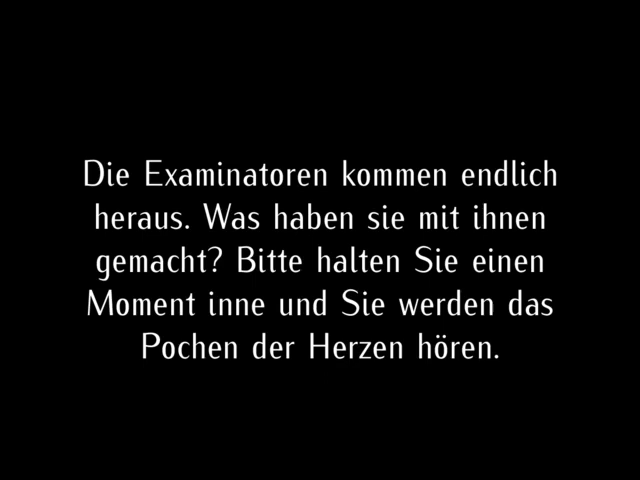 Die Examinatoren kommen endlich
heraus. Was haben sie mit ihnen
gemacht? Bitte halten Sie einen
Moment inne und Sie werden das
Pochen der Herzen hören.